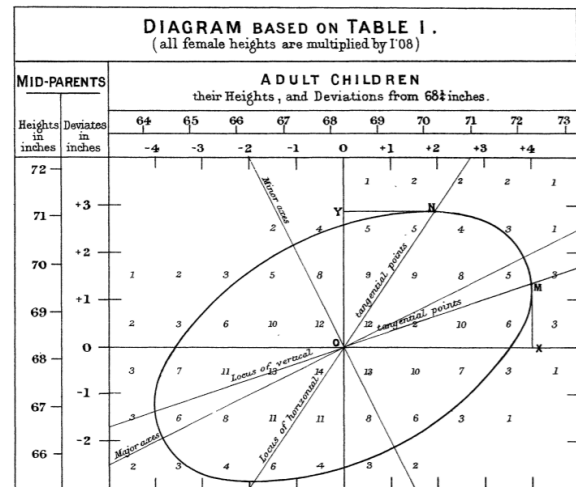 DIAGRAM BASED ON TABLE I.
(all female heights are multiplied by 1·08)
MID-PARENTS
ADULT CHILDREN
their Heights, and Deviations from 68¼ inches.
Heights in inches
Deviates in inches
64 65 66 67 68 69 70 71 72 73
-4 -3 -2 -1 0 +1 +2 +3 +4
72
1 2 2 2 1
Minor axes
+3 Y N
71
2 4 5 5 4 3 1
+2
70
1 2 3 5 8 9 9 8 5 3
tangential points
M
+1
tangential points
69
2 3 6 10 12 12 2 10 6 3
0 O X
68
3 7 11 13 14 13 10 7 3 1
Locus of vertical
-1
67
3 6 8 11 11 8 6 3 1
Locus of horizontal
Major axes
-2
66
2 3 4 6 4 3 2